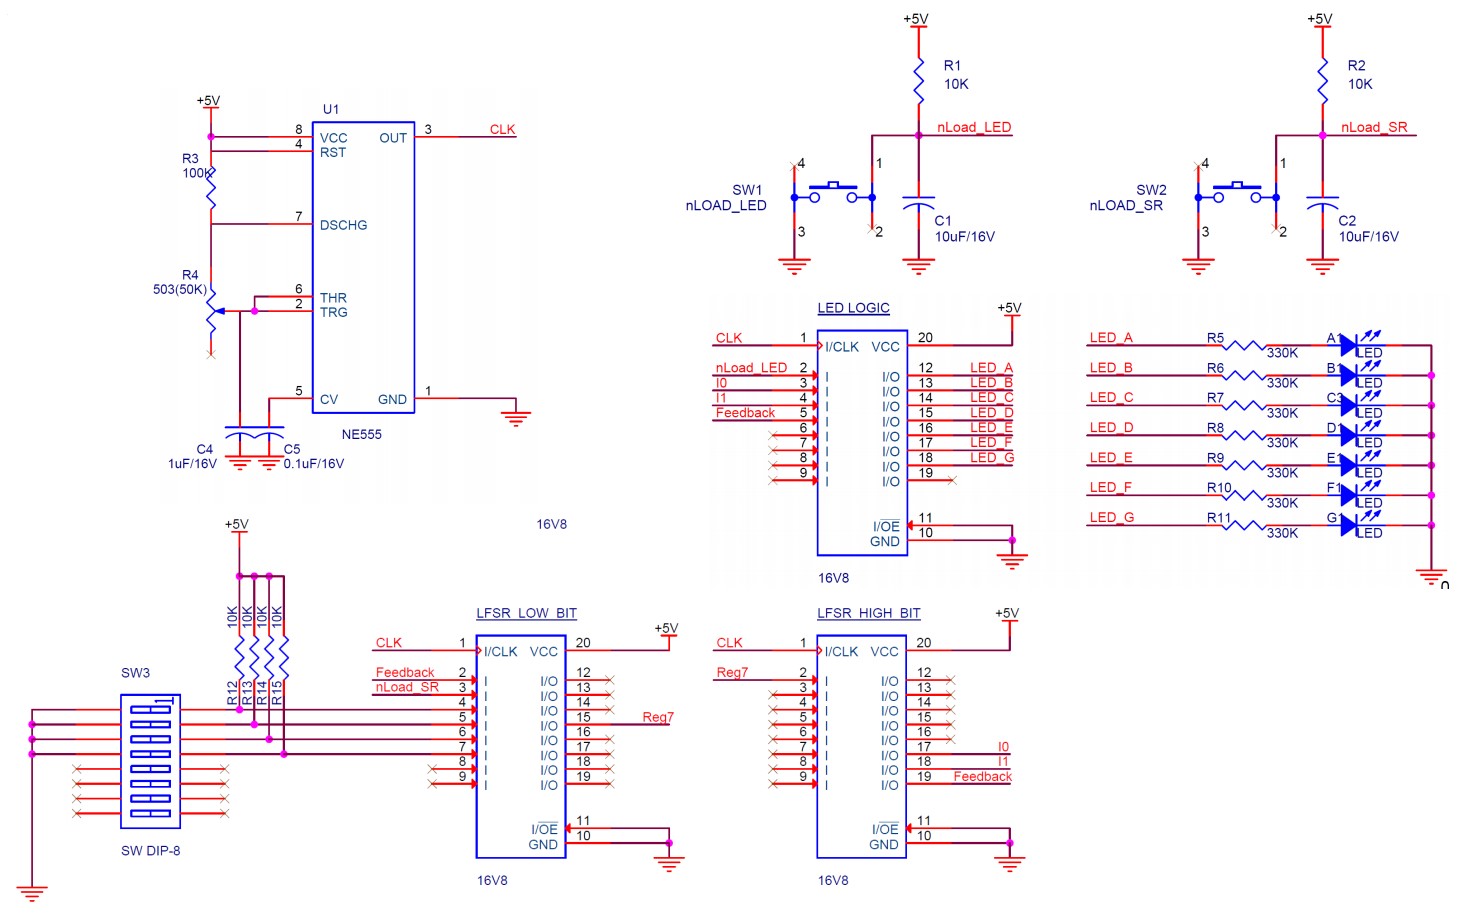 +5V
U1
8
VCC
OUT
3
CLK
4
RST
R3
100K
7
DSCHG
R4
503(50K)
6
THR
2
TRG
5
CV
GND
1
NE555
C4
1uF/16V
C5
0.1uF/16V
16V8
+5V
R1
10K
nLoad_LED
4
1
SW1
nLOAD_LED
3
2
C1
10uF/16V
+5V
R2
10K
nLoad_SR
4
1
SW2
nLOAD_SR
3
2
C2
10uF/16V
LED LOGIC
+5V
CLK
1
I/CLK
VCC
20
nLoad_LED
2
I
I/O
12
LED_A
I0
3
I
I/O
13
LED_B
I1
4
I
I/O
14
LED_C
Feedback
5
I
I/O
15
LED_D
6
I
I/O
16
LED_E
7
I
I/O
17
LED_F
8
I
I/O
18
LED_G
9
I
I/O
19
I/OE
11
GND
10
16V8
LED_A
R5
330K
A1
LED
LED_B
R6
330K
B1
LED
LED_C
R7
330K
C3
LED
LED_D
R8
330K
D1
LED
LED_E
R9
330K
E1
LED
LED_F
R10
330K
F1
LED
LED_G
R11
330K
G1
LED
+5V
10K
10K
10K
10K
R12
R13
R14
R15
SW3
1
SW DIP-8
LFSR_LOW_BIT
+5V
CLK
1
I/CLK
VCC
20
Feedback
2
I
I/O
12
nLoad_SR
3
I
I/O
13
4
I
I/O
14
5
I
I/O
15
Reg7
6
I
I/O
16
7
I
I/O
17
8
I
I/O
18
9
I
I/O
19
I/OE
11
GND
10
16V8
LFSR_HIGH_BIT
+5V
CLK
1
I/CLK
VCC
20
Reg7
2
I
I/O
12
3
I
I/O
13
4
I
I/O
14
5
I
I/O
15
6
I
I/O
16
7
I
I/O
17
I0
8
I
I/O
18
I1
9
I
I/O
19
Feedback
I/OE
11
GND
10
16V8